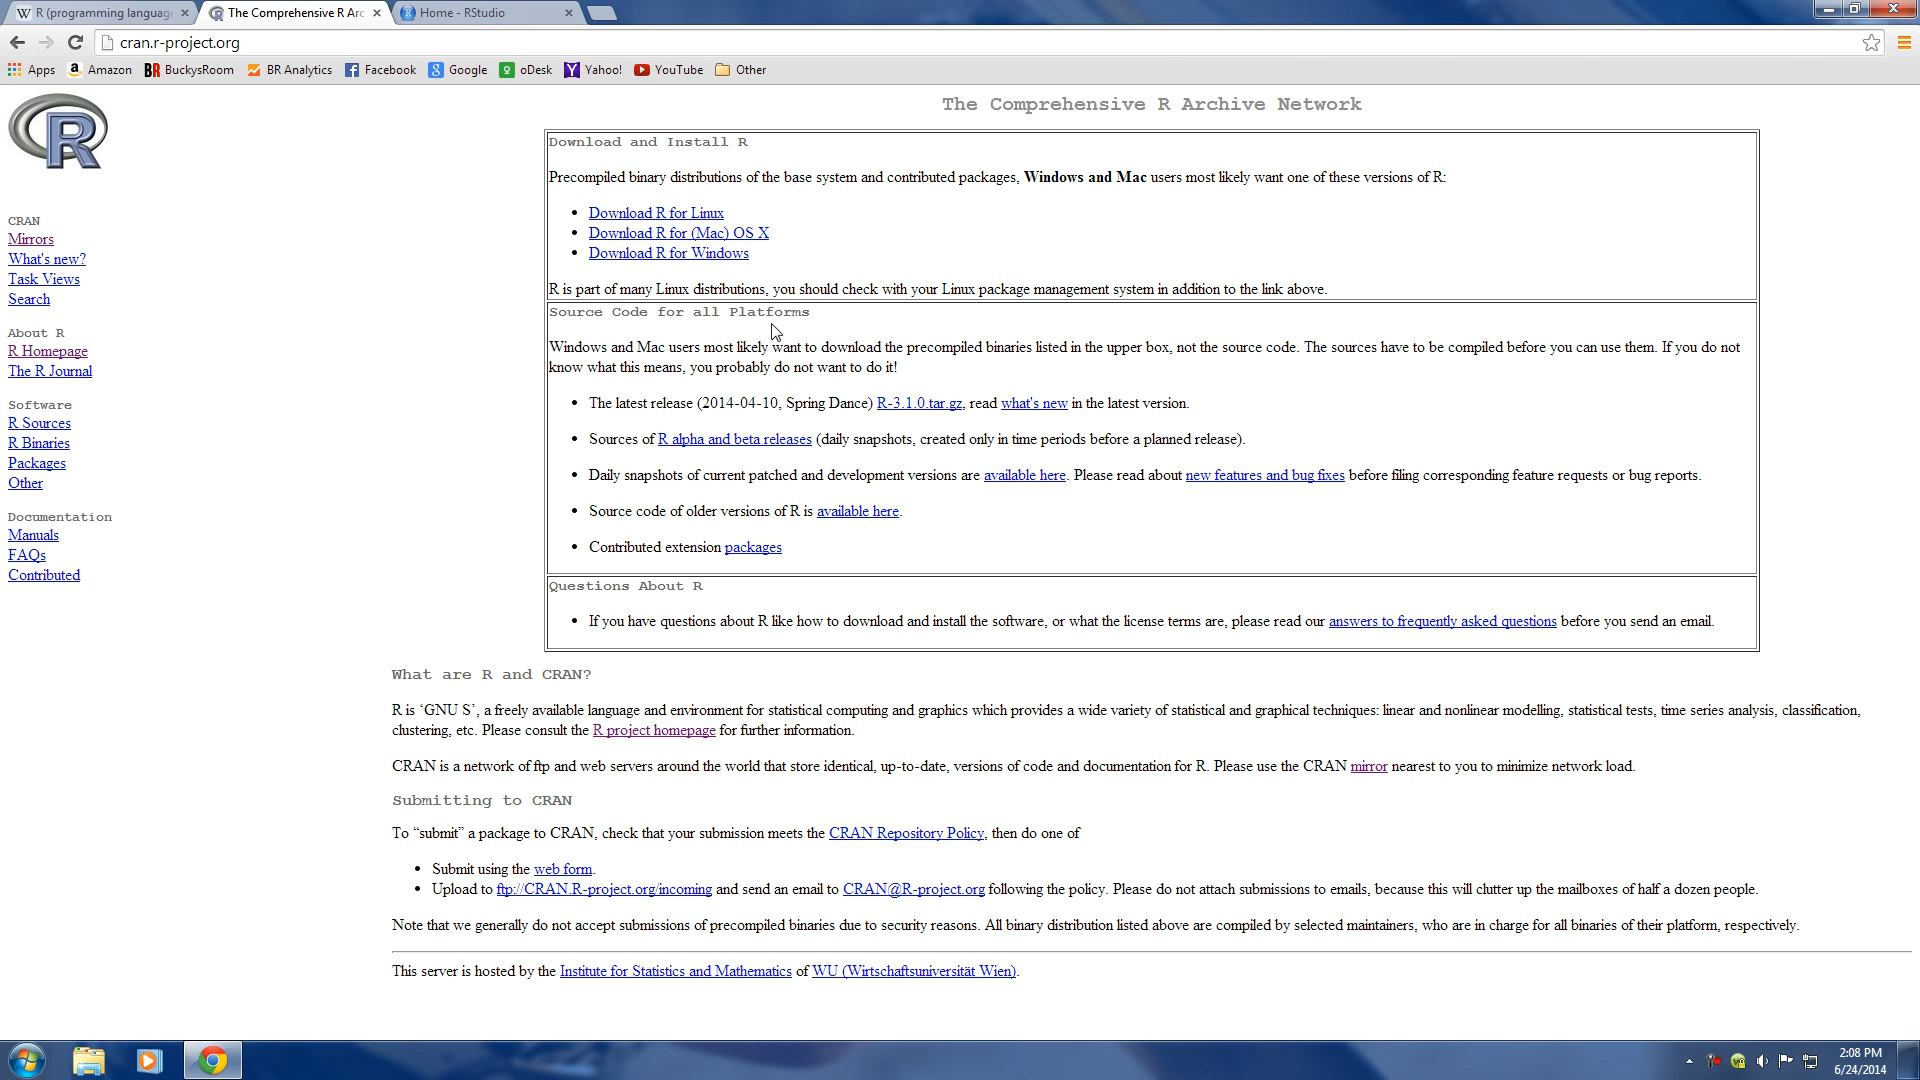 R (programming languag
The Comprehensive R Arc
Home - RStudio
cran.r-project.org
Apps Amazon BuckysRoom BR Analytics Facebook Google oDesk Yahoo! YouTube Other
R
CRAN
Mirrors
What's new?
Task Views
Search
About R
R Homepage
The R Journal
Software
R Sources
R Binaries
Packages
Other
Documentation
Manuals
FAQs
Contributed
The Comprehensive R Archive Network
Download and Install R
Precompiled binary distributions of the base system and contributed packages, Windows and Mac users most likely want one of these versions of R:
Download R for Linux
Download R for (Mac) OS X
Download R for Windows
R is part of many Linux distributions, you should check with your Linux package management system in addition to the link above.
Source Code for all Platforms
Windows and Mac users most likely want to download the precompiled binaries listed in the upper box, not the source code. The sources have to be compiled before you can use them. If you do not
know what this means, you probably do not want to do it!
The latest release (2014-04-10, Spring Dance) R-3.1.0.tar.gz, read what's new in the latest version.
Sources of R alpha and beta releases (daily snapshots, created only in time periods before a planned release).
Daily snapshots of current patched and development versions are available here. Please read about new features and bug fixes before filing corresponding feature requests or bug reports.
Source code of older versions of R is available here.
Contributed extension packages
Questions About R
If you have questions about R like how to download and install the software, or what the license terms are, please read our answers to frequently asked questions before you send an email.
What are R and CRAN?
R is ‘GNU S’, a freely available language and environment for statistical computing and graphics which provides a wide variety of statistical and graphical techniques: linear and nonlinear modelling, statistical tests, time series analysis, classification,
clustering, etc. Please consult the R project homepage for further information.
CRAN is a network of ftp and web servers around the world that store identical, up-to-date, versions of code and documentation for R. Please use the CRAN mirror nearest to you to minimize network load.
Submitting to CRAN
To “submit” a package to CRAN, check that your submission meets the CRAN Repository Policy, then do one of
Submit using the web form.
Upload to ftp://CRAN.R-project.org/incoming and send an email to CRAN@R-project.org following the policy. Please do not attach submissions to emails, because this will clutter up the mailboxes of half a dozen people.
Note that we generally do not accept submissions of precompiled binaries due to security reasons. All binary distribution listed above are compiled by selected maintainers, who are in charge for all binaries of their platform, respectively.
This server is hosted by the Institute for Statistics and Mathematics of WU (Wirtschaftsuniversität Wien).
2:08 PM
6/24/2014